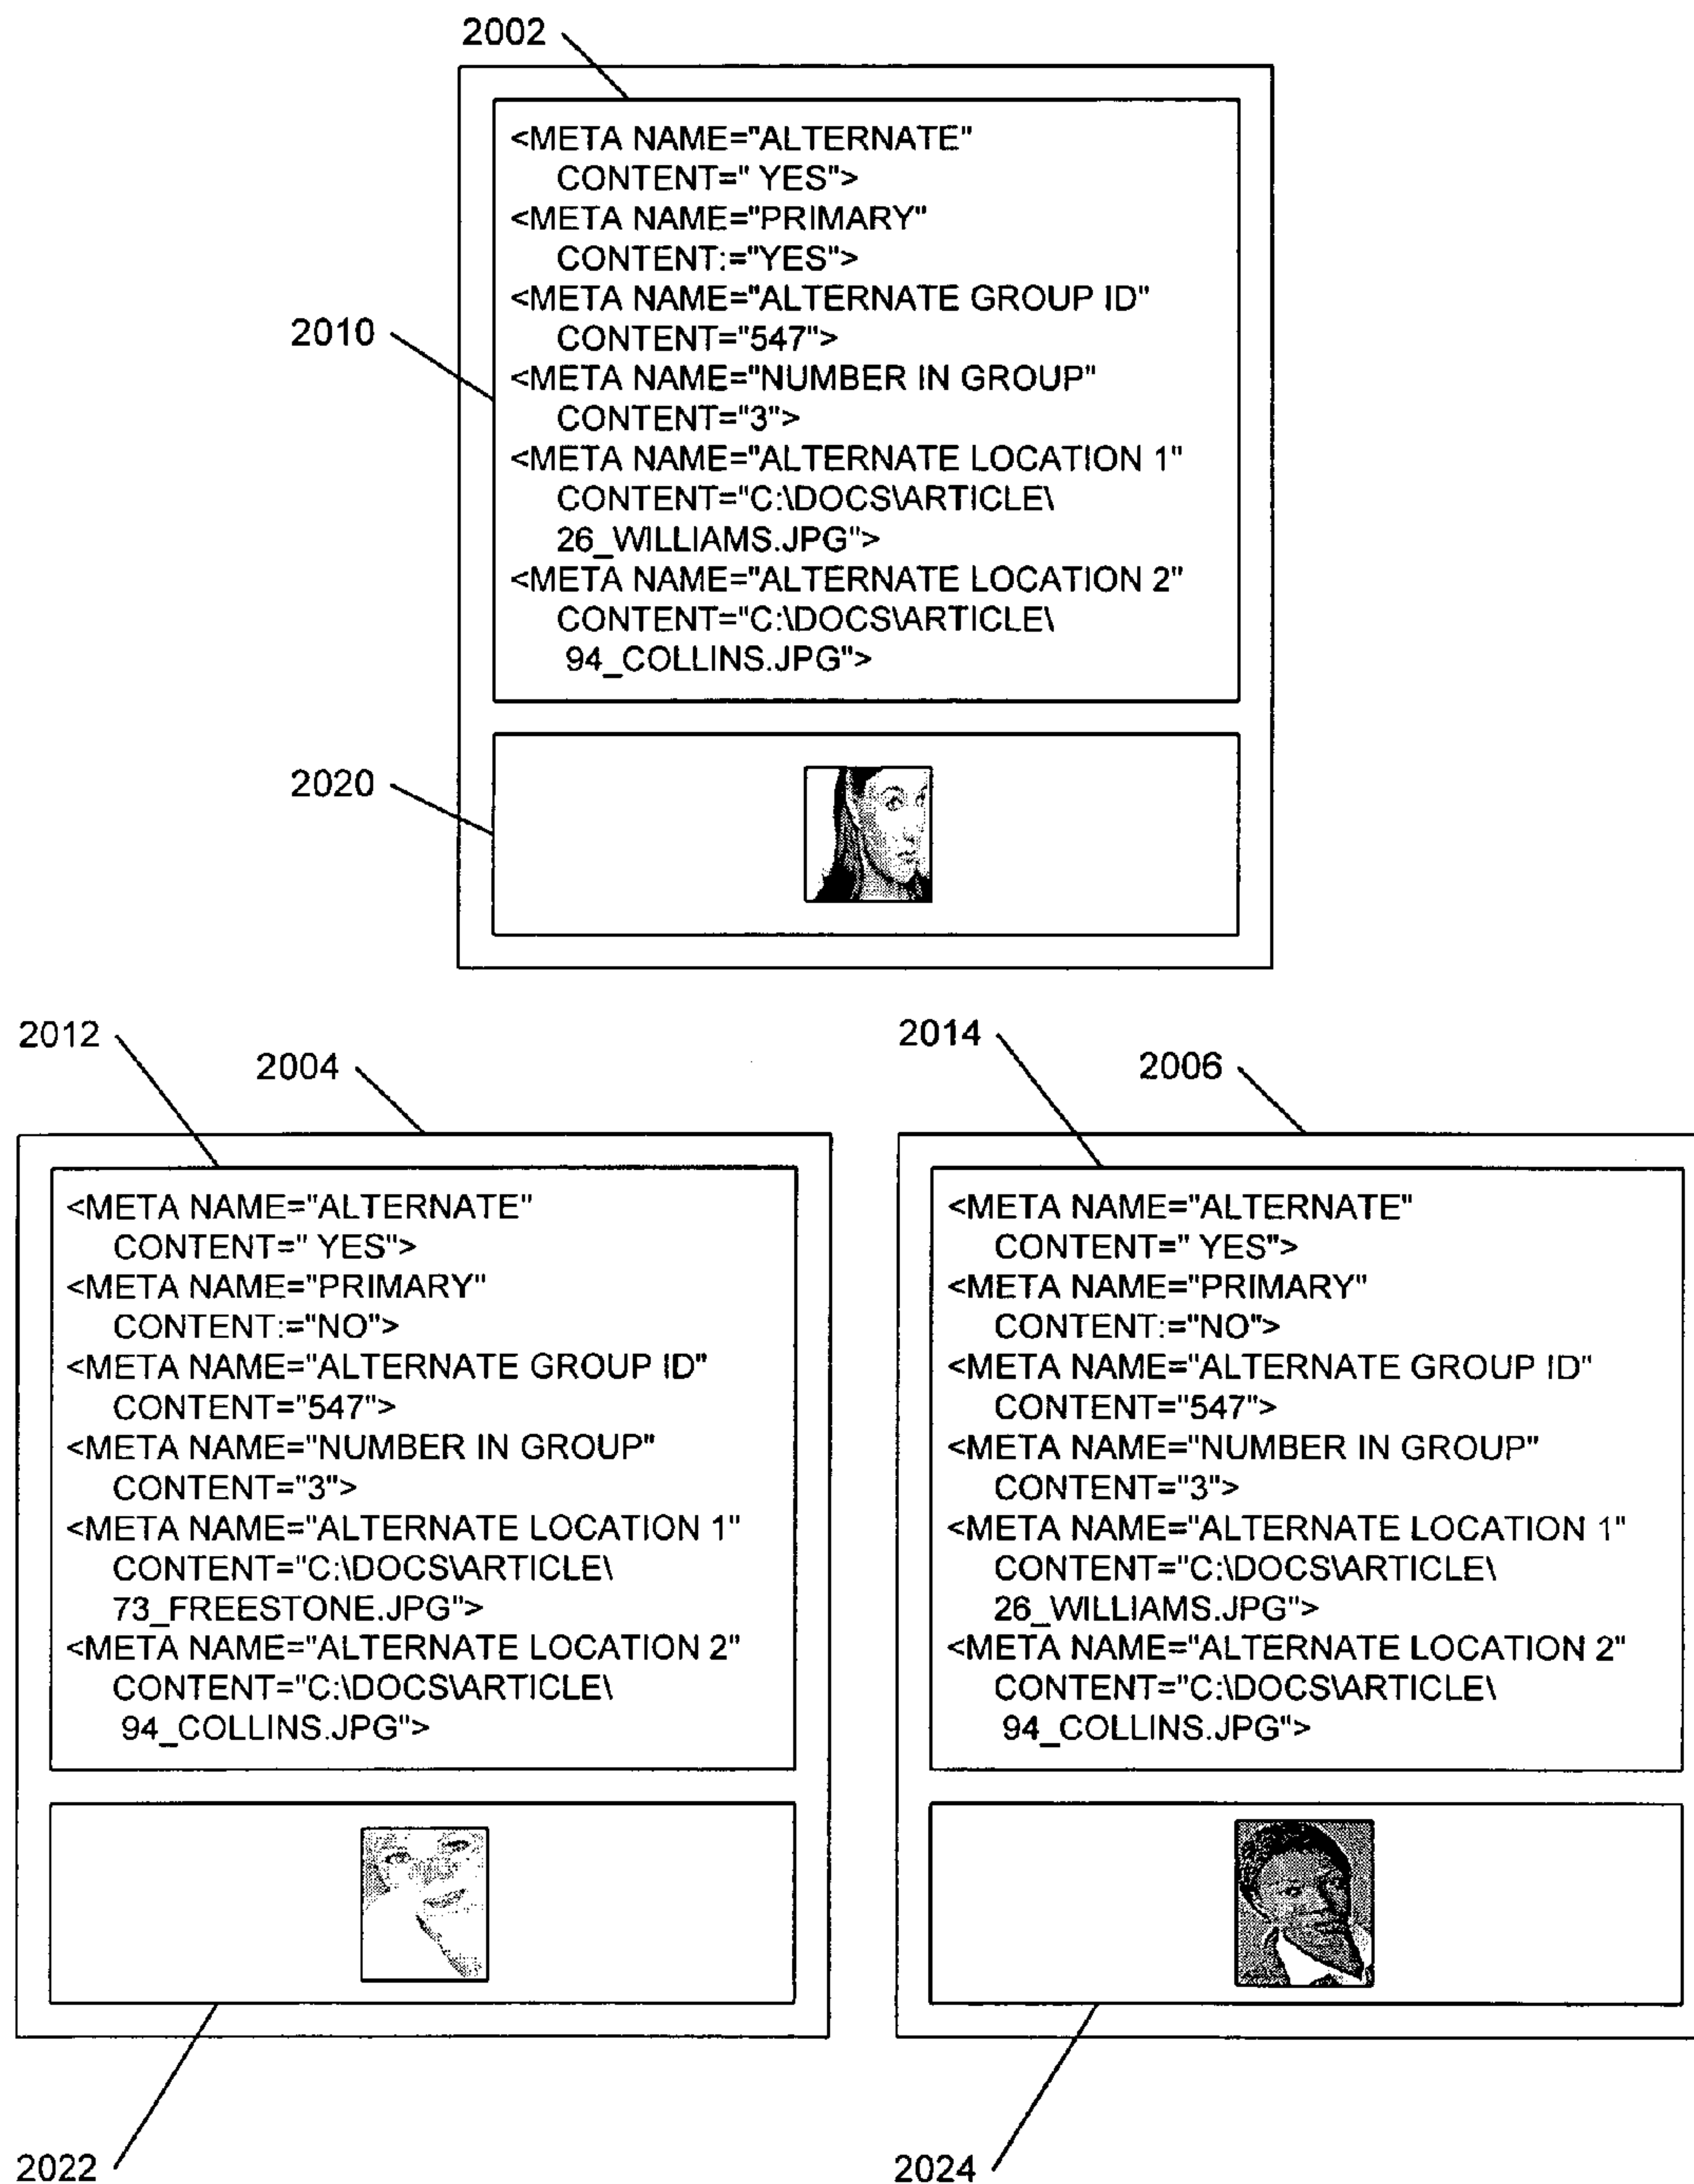 2002
<META NAME="ALTERNATE"
CONTENT=" YES">
<META NAME="PRIMARY"
CONTENT:="YES">
<META NAME="ALTERNATE GROUP ID"
CONTENT="547">
<META NAME="NUMBER IN GROUP"
CONTENT="3">
<META NAME="ALTERNATE LOCATION 1"
CONTENT="C:\DOCS\ARTICLE\
26_WILLIAMS.JPG">
<META NAME="ALTERNATE LOCATION 2"
CONTENT="C:\DOCS\ARTICLE\
94_COLLINS.JPG">
2010
2020
2012
2004
<META NAME="ALTERNATE"
CONTENT=" YES">
<META NAME="PRIMARY"
CONTENT:="NO">
<META NAME="ALTERNATE GROUP ID"
CONTENT="547">
<META NAME="NUMBER IN GROUP"
CONTENT="3">
<META NAME="ALTERNATE LOCATION 1"
CONTENT="C:\DOCS\ARTICLE\
73_FREESTONE.JPG">
<META NAME="ALTERNATE LOCATION 2"
CONTENT="C:\DOCS\ARTICLE\
94_COLLINS.JPG">
2022
2014
2006
<META NAME="ALTERNATE"
CONTENT=" YES">
<META NAME="PRIMARY"
CONTENT:="NO">
<META NAME="ALTERNATE GROUP ID"
CONTENT="547">
<META NAME="NUMBER IN GROUP"
CONTENT="3">
<META NAME="ALTERNATE LOCATION 1"
CONTENT="C:\DOCS\ARTICLE\
26_WILLIAMS.JPG">
<META NAME="ALTERNATE LOCATION 2"
CONTENT="C:\DOCS\ARTICLE\
94_COLLINS.JPG">
2024